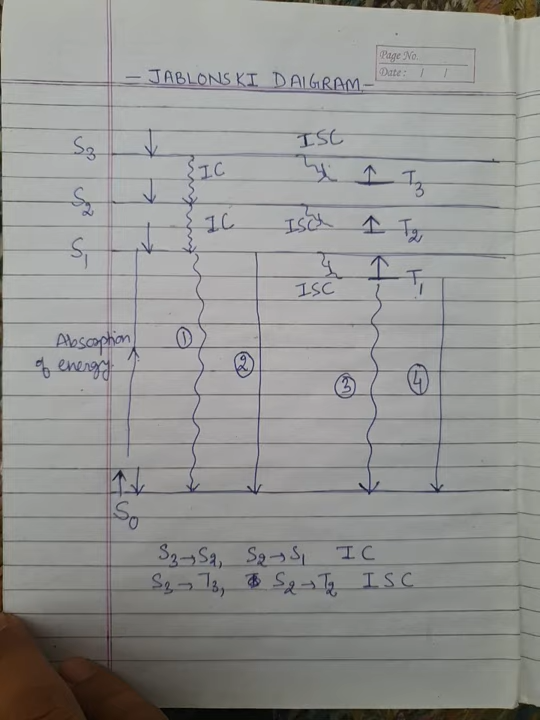 Page No.
Date: / /
- JABLONSKI DAIGRAM -
S3 ISC
IC T3
S2
IC ISC T2
S1
ISC T1
Absorption
of energy
① ② ③ ④
S0
S3→S2, S2→S1 IC
S3→T3, S2→T2 ISC